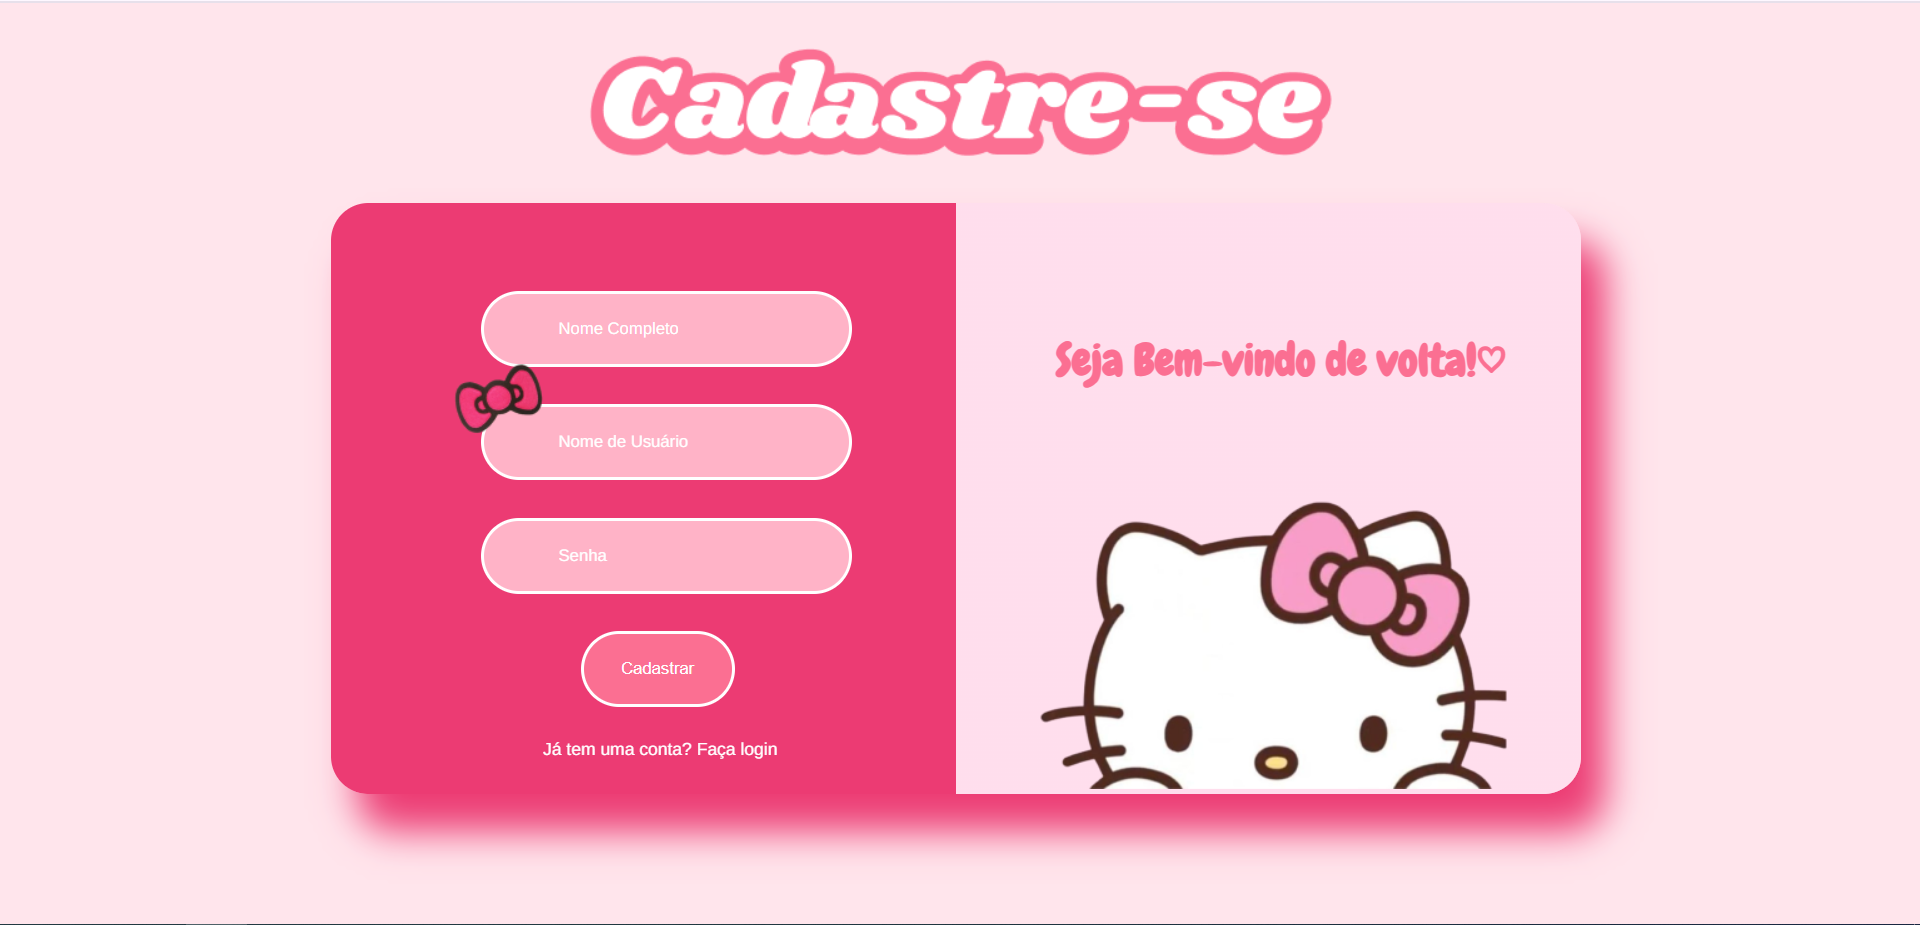 Cadastre-se
Nome Completo
Nome de Usuário
Senha
Cadastrar
Já tem uma conta? Faça login
Seja Bem-vindo de volta!♡